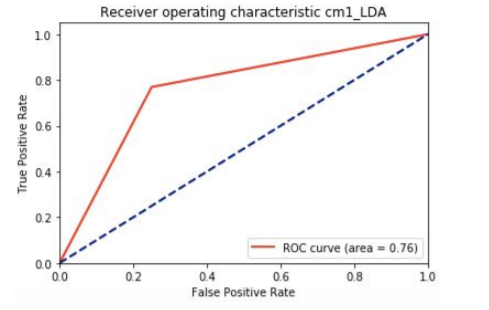 Receiver operating characteristic cm1_LDA
1.0
0.8
0.6
0.4
0.2
0.0
True Positive Rate
ROC curve (area = 0.76)
0.0 0.2 0.4 0.6 0.8 1.0
False Positive Rate